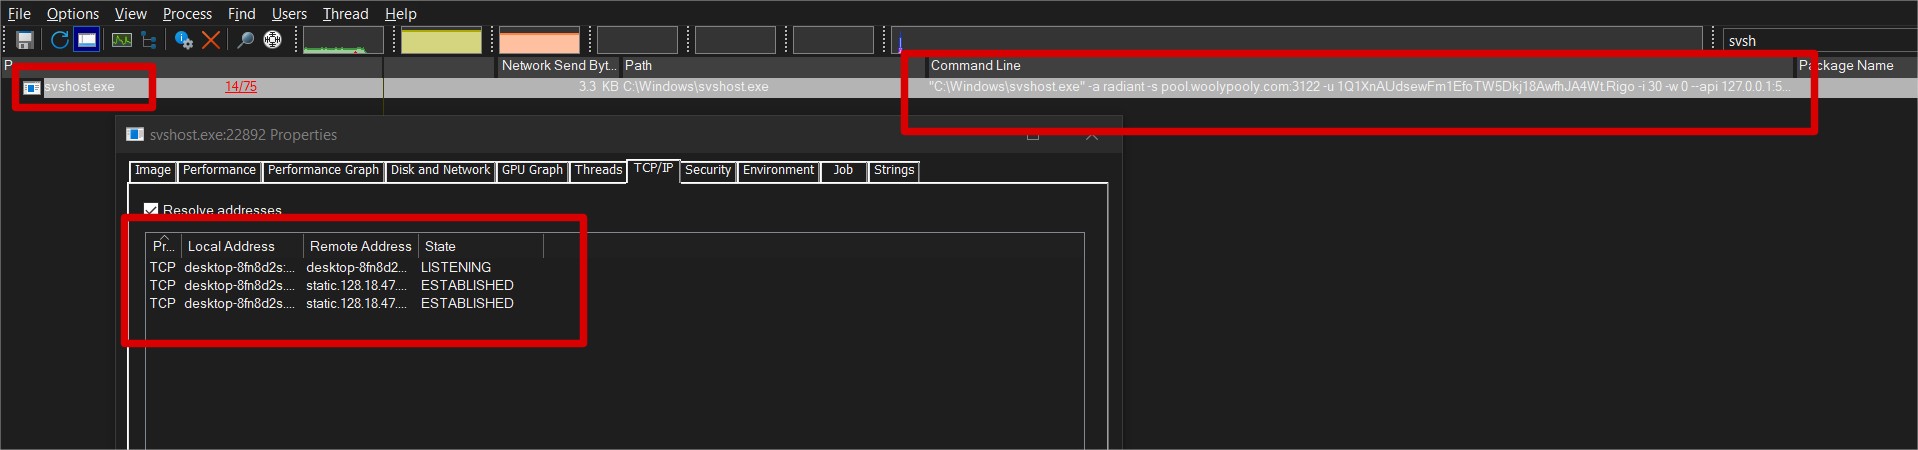 File Options View Process Find Users Thread Help
svsh
Network Send Byt... Path Command Line Package Name
svshost.exe 14/75 3.3 KB C:\Windows\svshost.exe "C:\Windows\svshost.exe" -a radiant -s pool.woolypooly.com:3122 -u 1Q1XnAUdsewFm1EfoTW5Dkj18AwfhJA4Wt.Rigo -i 30 -w 0 --api 127.0.0.1:5...
svshost.exe:22892 Properties
Image Performance Performance Graph Disk and Network GPU Graph Threads TCP/IP Security Environment Job Strings
Resolve addresses
Pr... Local Address Remote Address State
TCP desktop-8fn8d2s:... desktop-8fn8d2... LISTENING
TCP desktop-8fn8d2s.... static.128.18.47.... ESTABLISHED
TCP desktop-8fn8d2s.... static.128.18.47.... ESTABLISHED